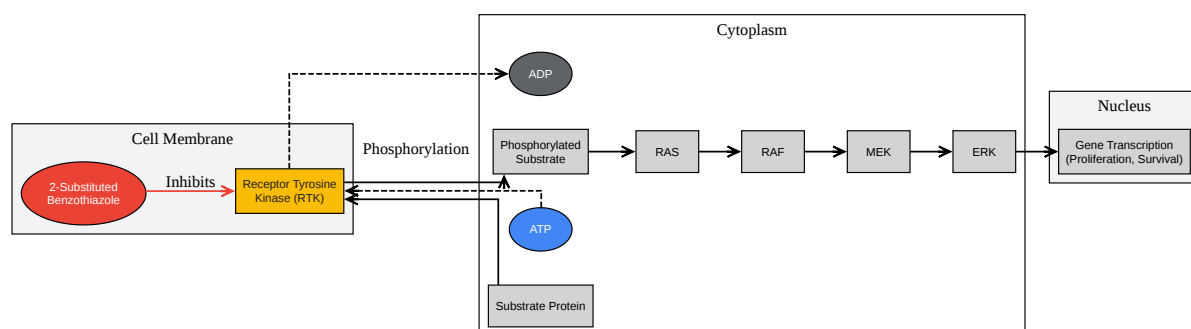 Cytoplasm
ADP
Nucleus
Cell Membrane
Phosphorylation
Phosphorylated
Substrate
RAS
RAF
MEK
ERK
Gene Transcription
(Proliferation, Survival)
2-Substituted
Benzothiazole
Inhibits
Receptor Tyrosine
Kinase (RTK)
ATP
Substrate Protein